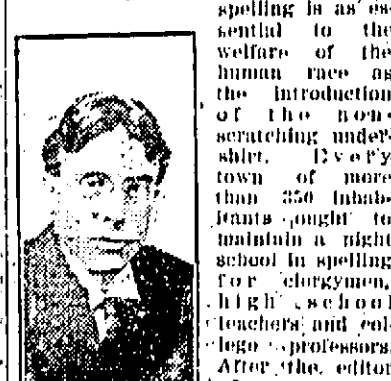 spelling is as es-
sential to the
welfare of the
human race as
the introduction
of the non-
scratching under-
shirt. Every
town of more
than 350 inhab-
itants ought to
maintain a night
school in spelling
for clergymen,
high school
teachers and col-
lege professors.
After the editor